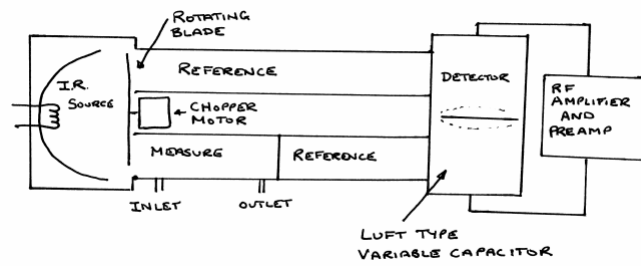 ROTATING
BLADE
I.R.
SOURCE
REFERENCE
CHOPPER
MOTOR
MEASURE
REFERENCE
INLET
OUTLET
DETECTOR
RF
AMPLIFIER
AND
PREAMP
LUFT TYPE
VARIABLE CAPACITOR